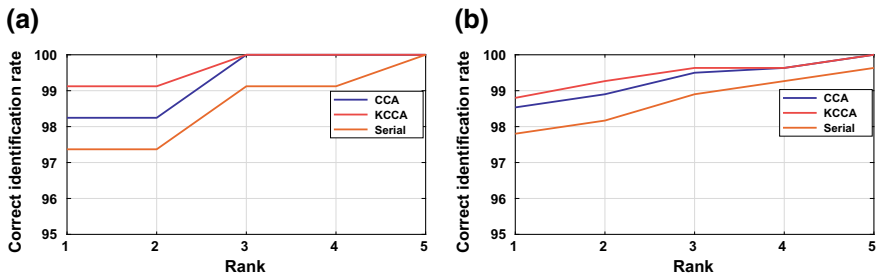 (a)
Correct identification rate
100
99
98
97
96
95
1 2 3 4 5
Rank
CCA
KCCA
Serial
(b)
Correct identification rate
100
99
98
97
96
95
1 2 3 4 5
Rank
CCA
KCCA
Serial